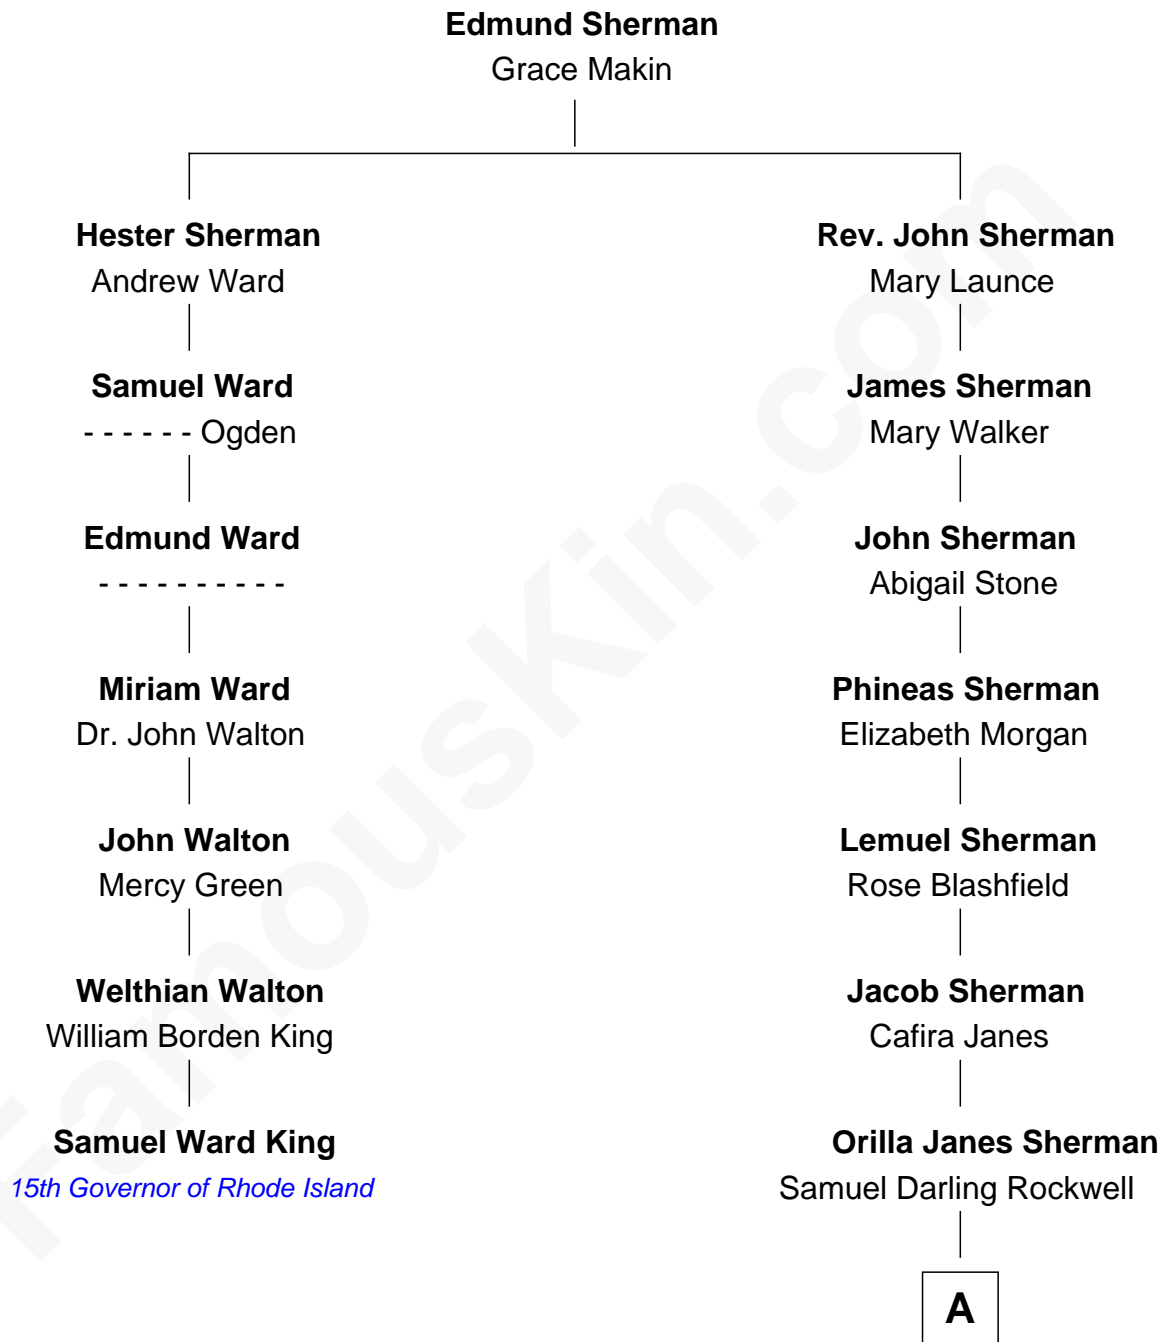 Edmund Sherman
Grace Makin
Hester Sherman
Andrew Ward
Samuel Ward
- - - - - - Ogden
Edmund Ward
- - - - - - - - - -
Miriam Ward
Dr. John Walton
John Walton
Mercy Green
Welthian Walton
William Borden King
Samuel Ward King
15th Governor of Rhode Island
Rev. John Sherman
Mary Launce
James Sherman
Mary Walker
John Sherman
Abigail Stone
Phineas Sherman
Elizabeth Morgan
Lemuel Sherman
Rose Blashfield
Jacob Sherman
Cafira Janes
Orilla Janes Sherman
Samuel Darling Rockwell
A
FamousKin.com